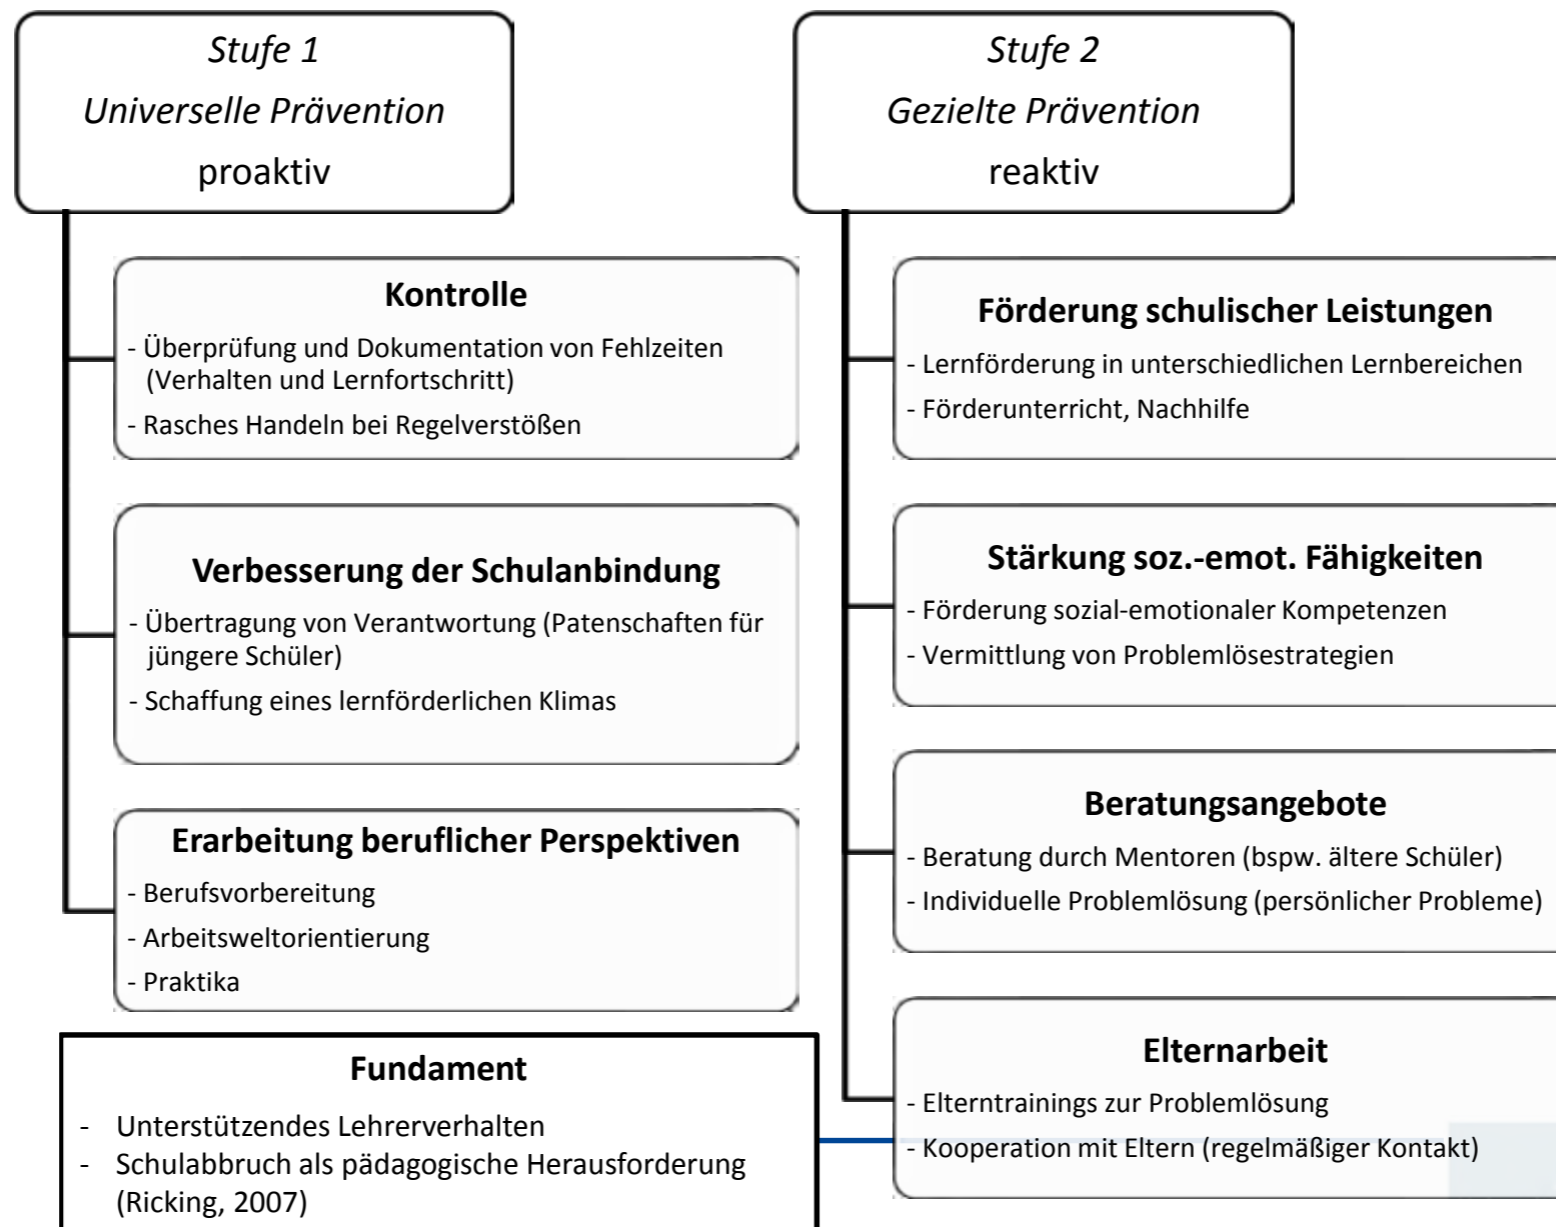 Stufe 1
Universelle Prävention
proaktiv
Kontrolle
- Überprüfung und Dokumentation von Fehlzeiten
(Verhalten und Lernfortschritt)
- Rasches Handeln bei Regelverstößen
Verbesserung der Schulanbindung
- Übertragung von Verantwortung (Patenschaften für
jüngere Schüler)
- Schaffung eines lernförderlichen Klimas
Erarbeitung beruflicher Perspektiven
- Berufsvorbereitung
- Arbeitsweltorientierung
- Praktika
Fundament
- Unterstützendes Lehrerverhalten
- Schulabbruch als pädagogische Herausforderung
(Ricking, 2007)
Stufe 2
Gezielte Prävention
reaktiv
Förderung schulischer Leistungen
- Lernförderung in unterschiedlichen Lernbereichen
- Förderunterricht, Nachhilfe
Stärkung soz.-emot. Fähigkeiten
- Förderung sozial-emotionaler Kompetenzen
- Vermittlung von Problemlösestrategien
Beratungsangebote
- Beratung durch Mentoren (bspw. ältere Schüler)
- Individuelle Problemlösung (persönlicher Probleme)
Elternarbeit
- Elterntrainings zur Problemlösung
- Kooperation mit Eltern (regelmäßiger Kontakt)